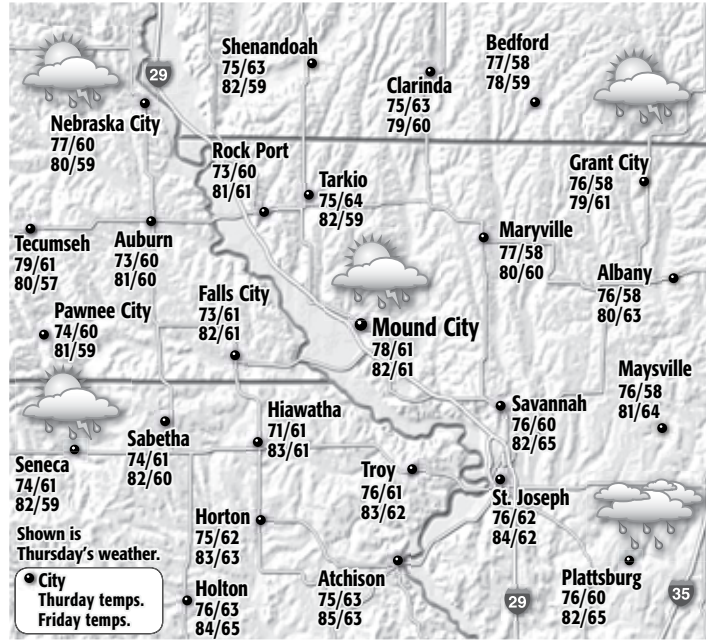 Shenandoah
75/63
82/59
Bedford
77/58
78/59
29
Clarinda
75/63
79/60
Nebraska City
77/60
80/59
Rock Port
73/60
81/61
Tarkio
75/64
82/59
Grant City
76/58
79/61
Tecumseh
79/61
80/57
Auburn
73/60
81/60
Maryville
77/58
80/60
Albany
76/58
80/63
Pawnee City
74/60
81/59
Falls City
73/61
82/61
Mound City
78/61
82/61
Maysville
76/58
81/64
Hiawatha
71/61
83/61
Savannah
76/60
82/65
Sabetha
74/61
82/60
Seneca
74/61
82/59
Troy
76/61
83/62
St. Joseph
76/62
84/62
Horton
75/62
83/63
Shown is
Thursday's weather.
City
Thurday temps.
Friday temps.
Holton
76/63
84/65
Atchison
75/63
85/63
29
Plattsburg
76/60
82/65
35